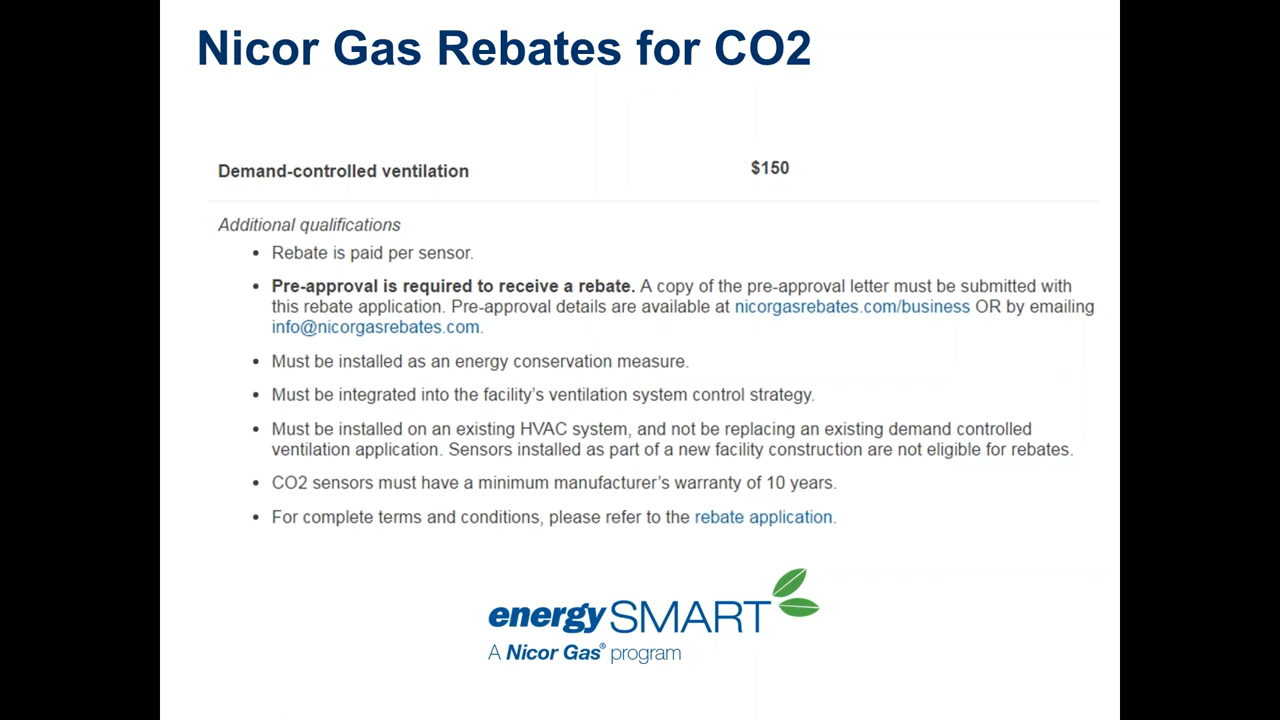 Nicor Gas Rebates for CO2
Demand-controlled ventilation $150
Additional qualifications
• Rebate is paid per sensor.
• Pre-approval is required to receive a rebate. A copy of the pre-approval letter must be submitted with
this rebate application. Pre-approval details are available at nicorgasrebates.com/business OR by emailing
info@nicorgasrebates.com.
• Must be installed as an energy conservation measure.
• Must be integrated into the facility’s ventilation system control strategy.
• Must be installed on an existing HVAC system, and not be replacing an existing demand controlled
ventilation application. Sensors installed as part of a new facility construction are not eligible for rebates.
• CO2 sensors must have a minimum manufacturer’s warranty of 10 years.
• For complete terms and conditions, please refer to the rebate application.
energySMART
A Nicor Gas® program